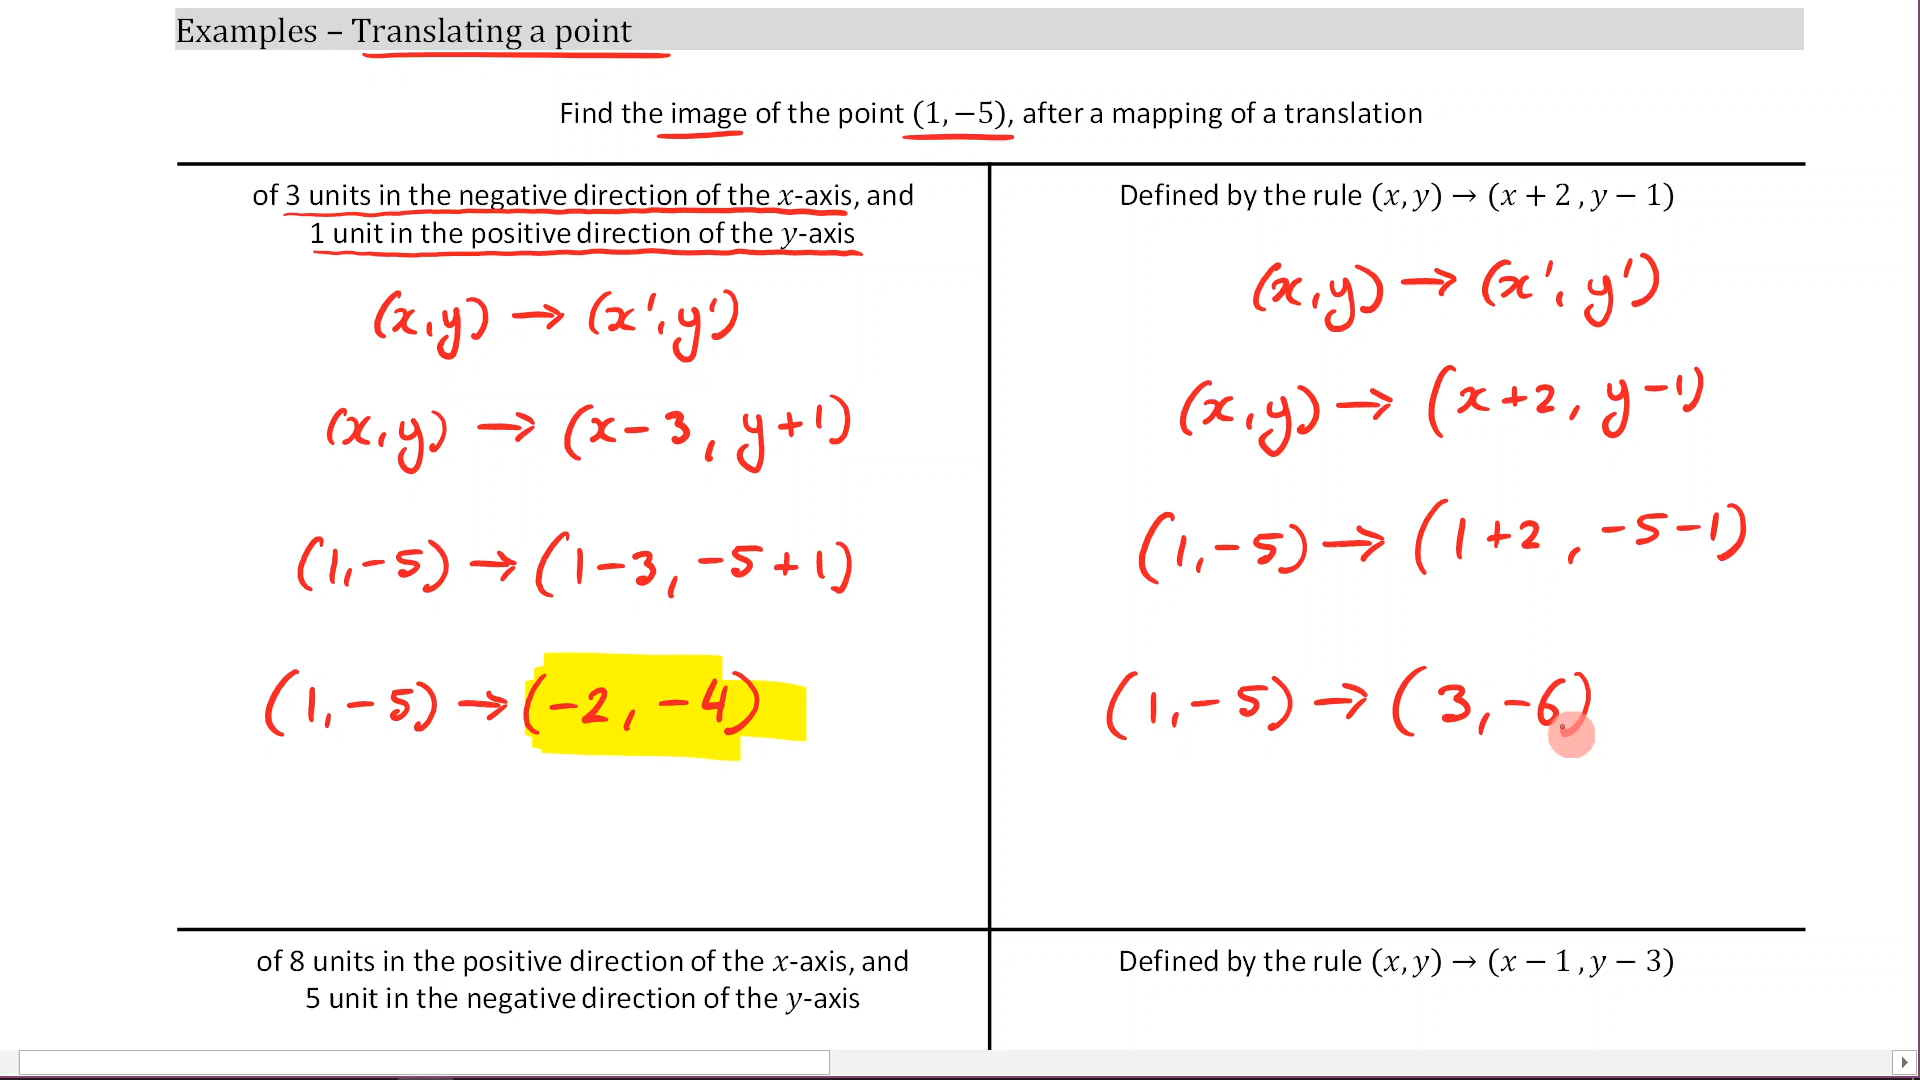 Examples – Translating a point
Find the image of the point (1, −5), after a mapping of a translation
of 3 units in the negative direction of the x-axis, and
1 unit in the positive direction of the y-axis
(x,y) → (x',y')
(x,y) → (x-3, y+1)
(1,-5) → (1-3, -5+1)
(1,-5) → (-2, -4)
Defined by the rule (x, y) → (x + 2 , y − 1)
(x,y) → (x', y')
(x,y) → (x+2, y-1)
(1,-5) → (1+2, -5-1)
(1,-5) → (3,-6)
of 8 units in the positive direction of the x-axis, and
5 unit in the negative direction of the y-axis
Defined by the rule (x, y) → (x − 1 , y − 3)